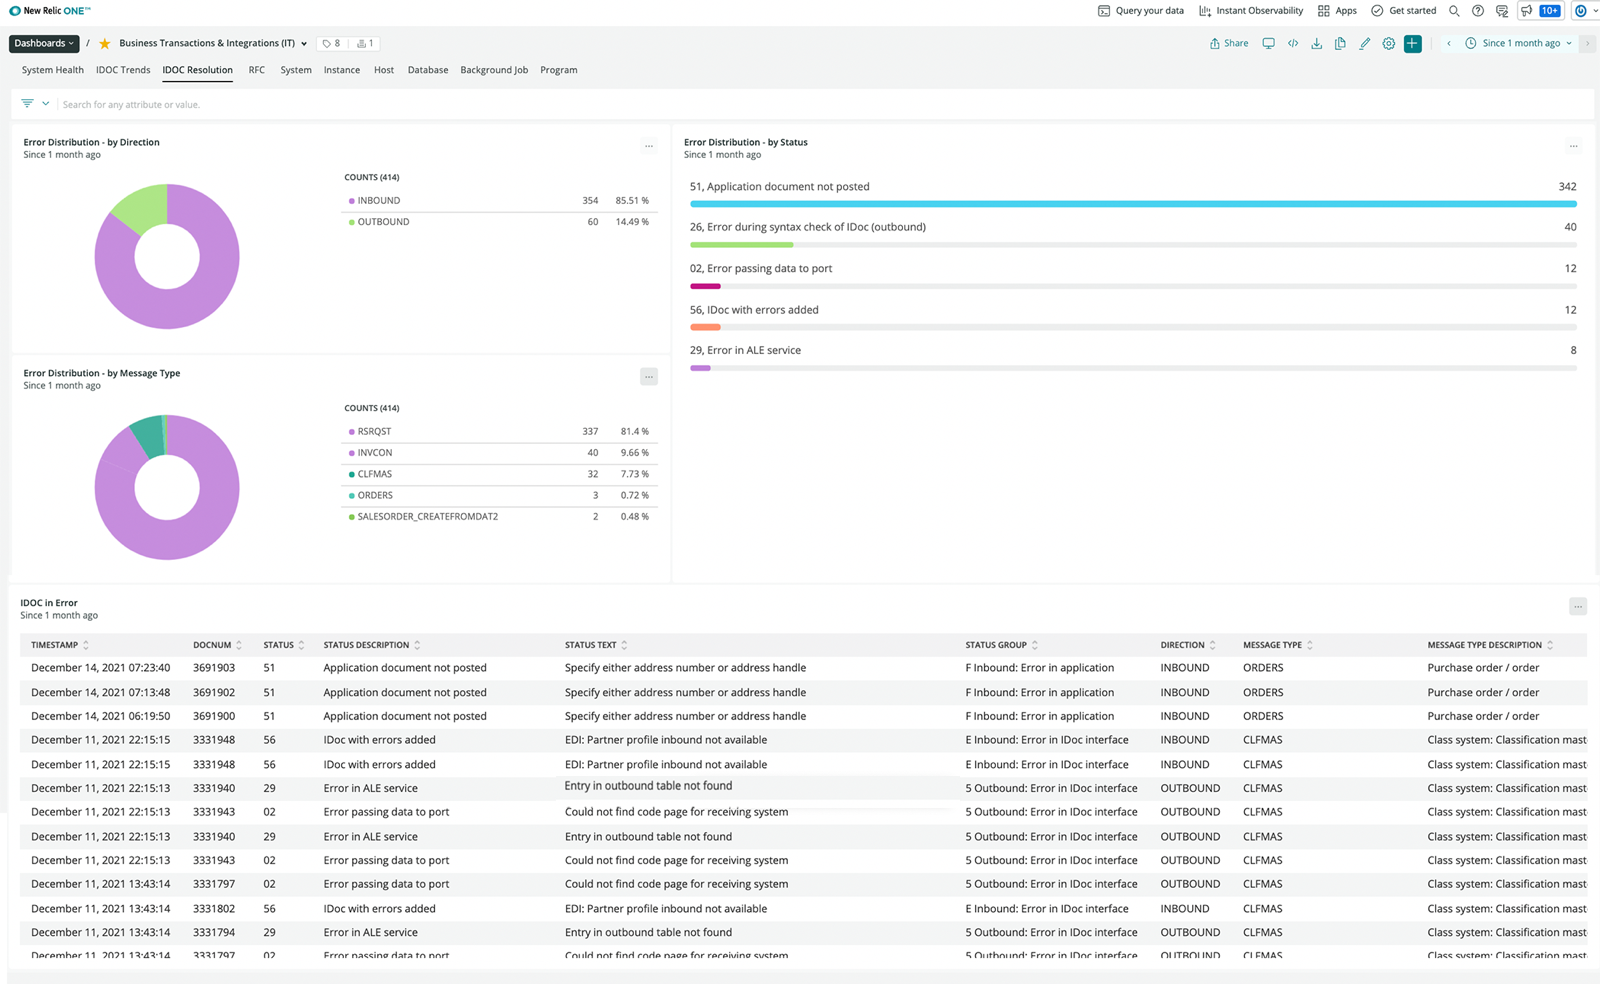 New Relic ONE™
Query your data Instant Observability Apps Get started 10+
Dashboards / Business Transactions & Integrations (IT) 8 1
Share Since 1 month ago
System Health IDOC Trends IDOC Resolution RFC System Instance Host Database Background Job Program
Search for any attribute or value.
Error Distribution - by Direction
Since 1 month ago
...
COUNTS (414)
INBOUND 354 85.51 %
OUTBOUND 60 14.49 %
Error Distribution - by Status
Since 1 month ago
...
51, Application document not posted 342
26, Error during syntax check of IDoc (outbound) 40
02, Error passing data to port 12
56, IDoc with errors added 12
29, Error in ALE service 8
Error Distribution - by Message Type
Since 1 month ago
...
COUNTS (414)
RSRQST 337 81.4 %
INVCON 40 9.66 %
CLFMAS 32 7.73 %
ORDERS 3 0.72 %
SALESORDER_CREATEFROMDAT2 2 0.48 %
IDOC in Error
Since 1 month ago
...
TIMESTAMP DOCNUM STATUS STATUS DESCRIPTION STATUS TEXT STATUS GROUP DIRECTION MESSAGE TYPE MESSAGE TYPE DESCRIPTION
December 14, 2021 07:23:40 3691903 51 Application document not posted Specify either address number or address handle F Inbound: Error in application INBOUND ORDERS Purchase order / order
December 14, 2021 07:13:48 3691902 51 Application document not posted Specify either address number or address handle F Inbound: Error in application INBOUND ORDERS Purchase order / order
December 14, 2021 06:19:50 3691900 51 Application document not posted Specify either address number or address handle F Inbound: Error in application INBOUND ORDERS Purchase order / order
December 11, 2021 22:15:15 3331948 56 IDoc with errors added EDI: Partner profile inbound not available E Inbound: Error in IDoc interface INBOUND CLFMAS Class system: Classification mast
December 11, 2021 22:15:15 3331948 56 IDoc with errors added EDI: Partner profile inbound not available E Inbound: Error in IDoc interface INBOUND CLFMAS Class system: Classification mast
December 11, 2021 22:15:13 3331940 29 Error in ALE service Entry in outbound table not found 5 Outbound: Error in IDoc interface OUTBOUND CLFMAS Class system: Classification mast
December 11, 2021 22:15:13 3331943 02 Error passing data to port Could not find code page for receiving system 5 Outbound: Error in IDoc interface OUTBOUND CLFMAS Class system: Classification mast
December 11, 2021 22:15:13 3331940 29 Error in ALE service Entry in outbound table not found 5 Outbound: Error in IDoc interface OUTBOUND CLFMAS Class system: Classification mast
December 11, 2021 22:15:13 3331943 02 Error passing data to port Could not find code page for receiving system 5 Outbound: Error in IDoc interface OUTBOUND CLFMAS Class system: Classification mast
December 11, 2021 13:43:14 3331797 02 Error passing data to port Could not find code page for receiving system 5 Outbound: Error in IDoc interface OUTBOUND CLFMAS Class system: Classification mast
December 11, 2021 13:43:14 3331802 56 IDoc with errors added EDI: Partner profile inbound not available E Inbound: Error in IDoc interface INBOUND CLFMAS Class system: Classification mast
December 11, 2021 13:43:14 3331794 29 Error in ALE service Entry in outbound table not found 5 Outbound: Error in IDoc interface OUTBOUND CLFMAS Class system: Classification mast
December 11, 2021 13:43:14 3331797 02 Error passing data to port Could not find code page for receiving system 5 Outbound: Error in IDoc interface OUTBOUND CLFMAS Class system: Classification mast